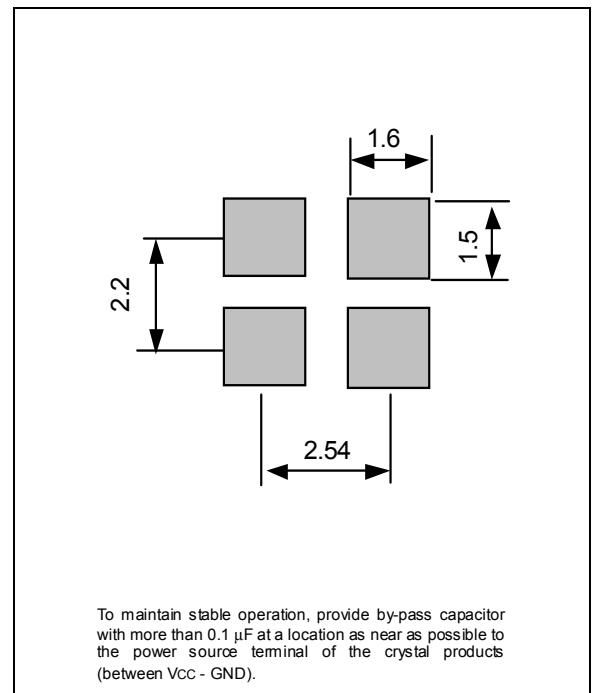 1.6
1.5
2.2
2.54
To maintain stable operation, provide by-pass capacitor
with more than 0.1 μF at a location as near as possible to
the power source terminal of the crystal products
(between VCC - GND).